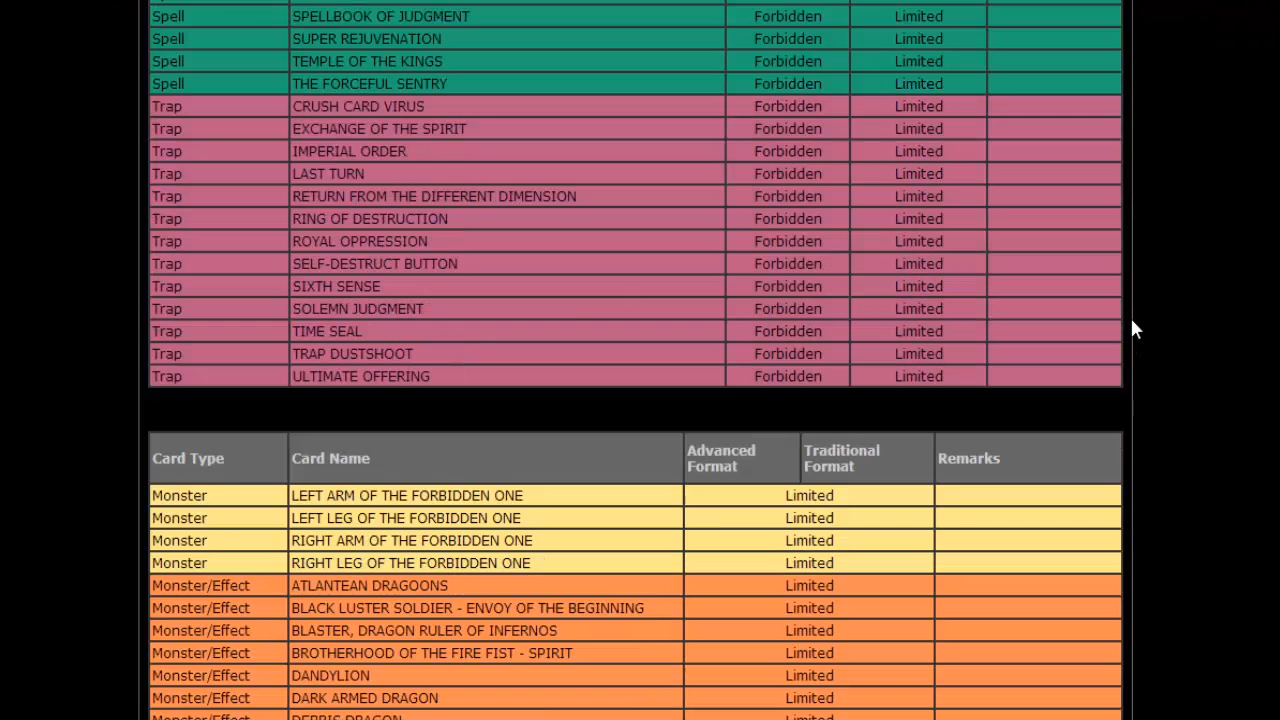 Spell SPELLBOOK OF JUDGMENT Forbidden Limited
Spell SUPER REJUVENATION Forbidden Limited
Spell TEMPLE OF THE KINGS Forbidden Limited
Spell THE FORCEFUL SENTRY Forbidden Limited
Trap CRUSH CARD VIRUS Forbidden Limited
Trap EXCHANGE OF THE SPIRIT Forbidden Limited
Trap IMPERIAL ORDER Forbidden Limited
Trap LAST TURN Forbidden Limited
Trap RETURN FROM THE DIFFERENT DIMENSION Forbidden Limited
Trap RING OF DESTRUCTION Forbidden Limited
Trap ROYAL OPPRESSION Forbidden Limited
Trap SELF-DESTRUCT BUTTON Forbidden Limited
Trap SIXTH SENSE Forbidden Limited
Trap SOLEMN JUDGMENT Forbidden Limited
Trap TIME SEAL Forbidden Limited
Trap TRAP DUSTSHOOT Forbidden Limited
Trap ULTIMATE OFFERING Forbidden Limited
Card Type Card Name Advanced Format Traditional Format Remarks
Monster LEFT ARM OF THE FORBIDDEN ONE Limited
Monster LEFT LEG OF THE FORBIDDEN ONE Limited
Monster RIGHT ARM OF THE FORBIDDEN ONE Limited
Monster RIGHT LEG OF THE FORBIDDEN ONE Limited
Monster/Effect ATLANTEAN DRAGOONS Limited
Monster/Effect BLACK LUSTER SOLDIER - ENVOY OF THE BEGINNING Limited
Monster/Effect BLASTER, DRAGON RULER OF INFERNOS Limited
Monster/Effect BROTHERHOOD OF THE FIRE FIST - SPIRIT Limited
Monster/Effect DANDYLION Limited
Monster/Effect DARK ARMED DRAGON Limited
Monster/Effect DEBRIS DRAGON Limited